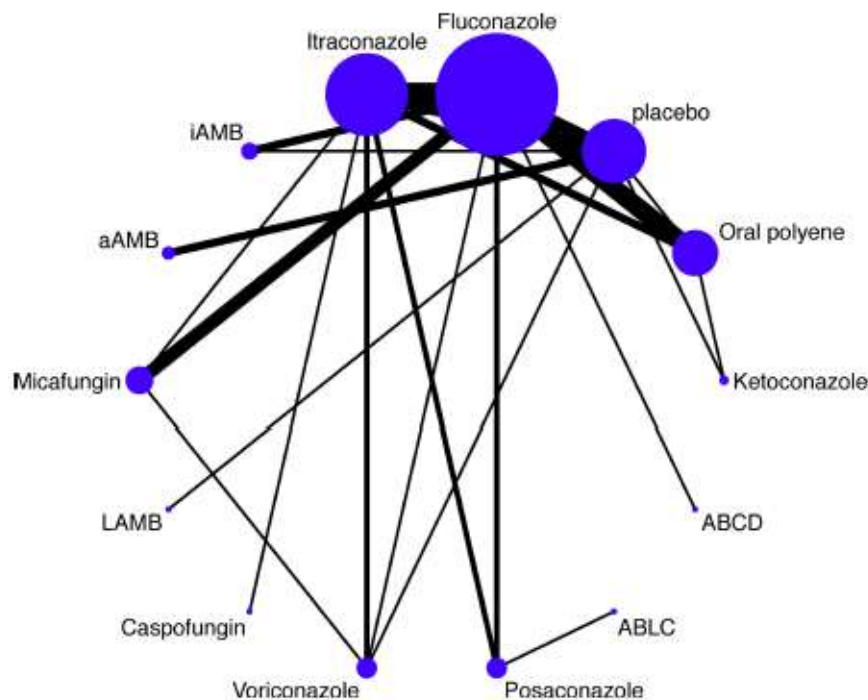 Fluconazole
Itraconazole
placebo
iAMB
Oral polyene
aAMB
Micafungin
Ketoconazole
LAMB
ABCD
Caspofungin
ABLC
Voriconazole
Posaconazole